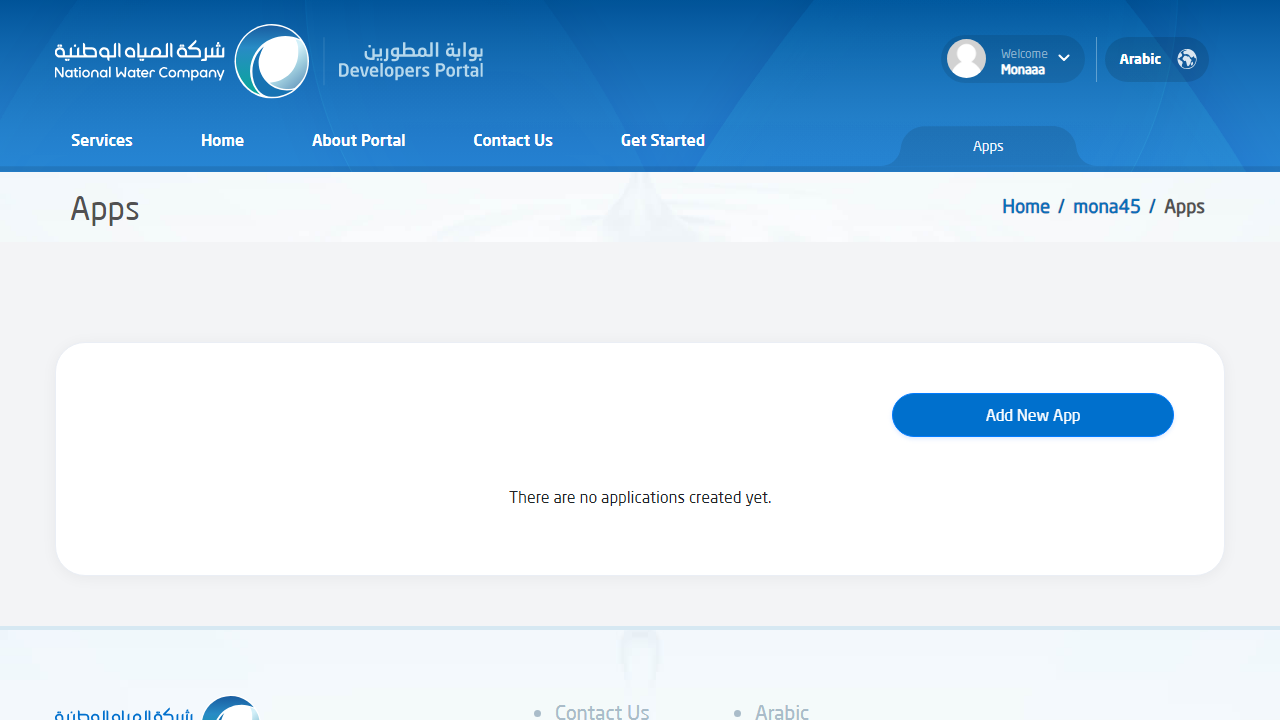 شركة المياه الوطنية
National Water Company
بوابة المطورين
Developers Portal
Welcome
Monaaa
Arabic
Services
Home
About Portal
Contact Us
Get Started
Apps
Apps
Home / mona45 / Apps
Add New App
There are no applications created yet.
شركة المياه الوطنية
Contact Us
Arabic